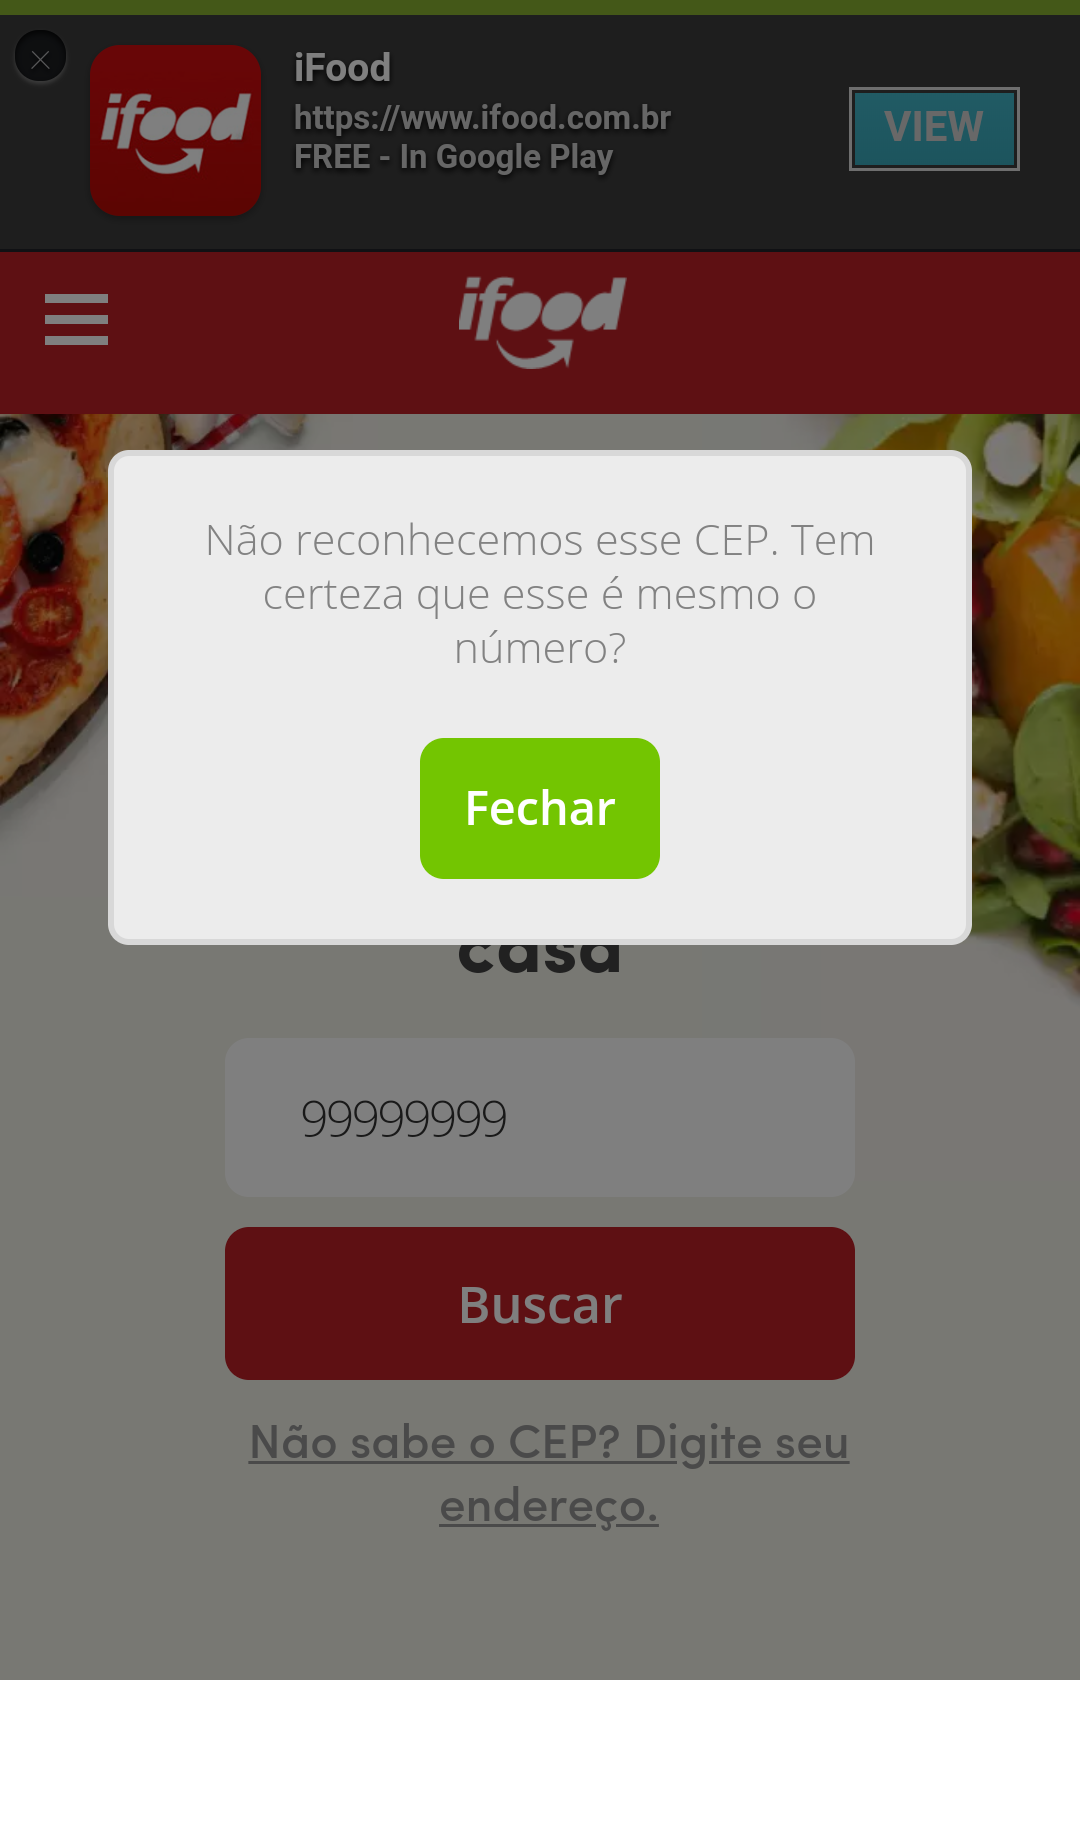 ifood
iFood
https://www.ifood.com.br
FREE - In Google Play
VIEW
ifood
Não reconhecemos esse CEP. Tem
certeza que esse é mesmo o
número?
Fechar
casa
99999999
Buscar
Não sabe o CEP? Digite seu
endereço.